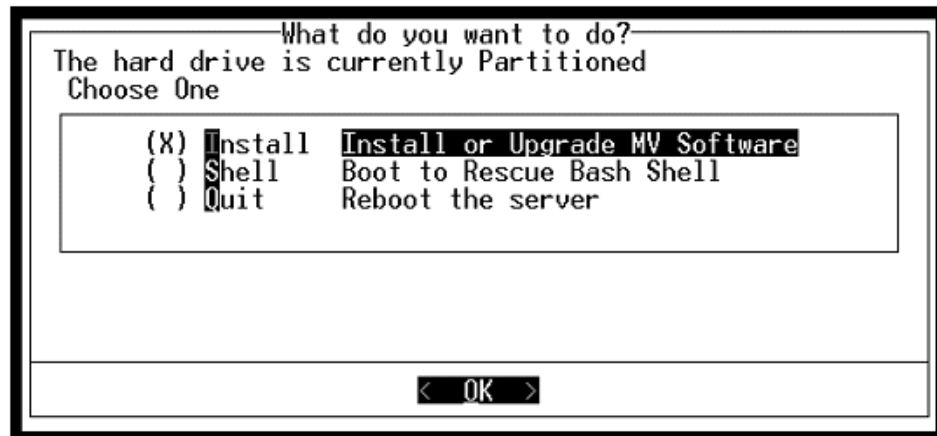 What do you want to do?
The hard drive is currently Partitioned
Choose One
(X) Install Install or Upgrade MV Software
( ) Shell Boot to Rescue Bash Shell
( ) Quit Reboot the server
< OK >